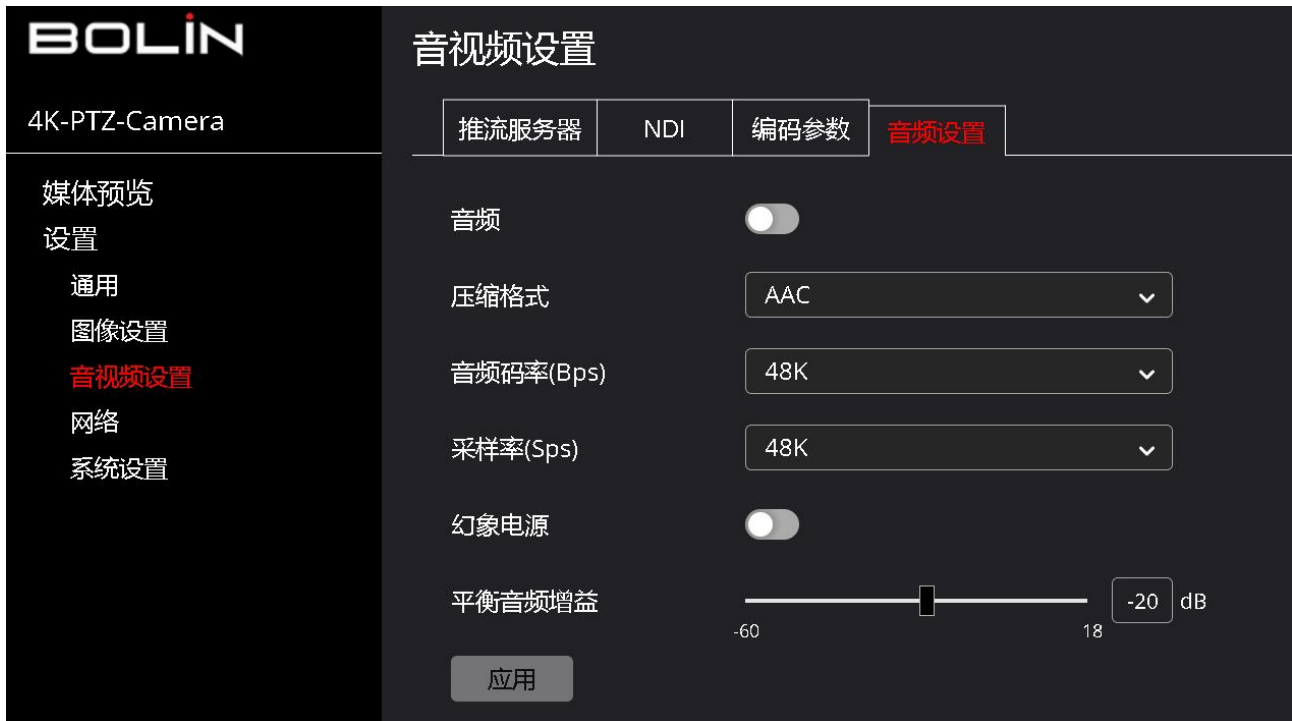 BOLIN
4K-PTZ-Camera
媒体预览
设置
通用
图像设置
音视频设置
网络
系统设置
音视频设置
推流服务器 NDI 编码参数 音频设置
音频
压缩格式 AAC
音频码率(Bps) 48K
采样率(Sps) 48K
幻象电源
平衡音频增益 -20 dB
-60 18
应用